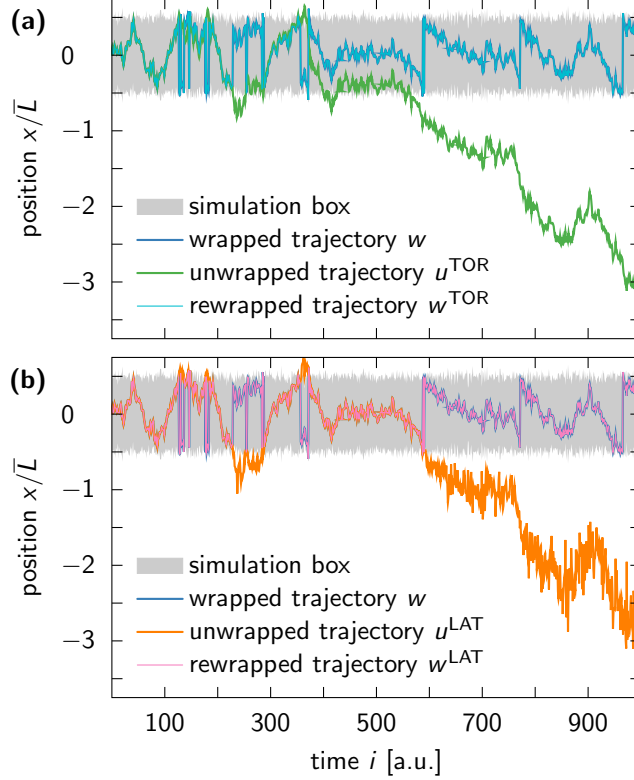 (a)
0
−1
−2
−3
position x/L̅
simulation box
wrapped trajectory w
unwrapped trajectory u^TOR
rewrapped trajectory w^TOR
(b)
0
−1
−2
−3
position x/L̅
simulation box
wrapped trajectory w
unwrapped trajectory u^LAT
rewrapped trajectory w^LAT
100 300 500 700 900
time i [a.u.]